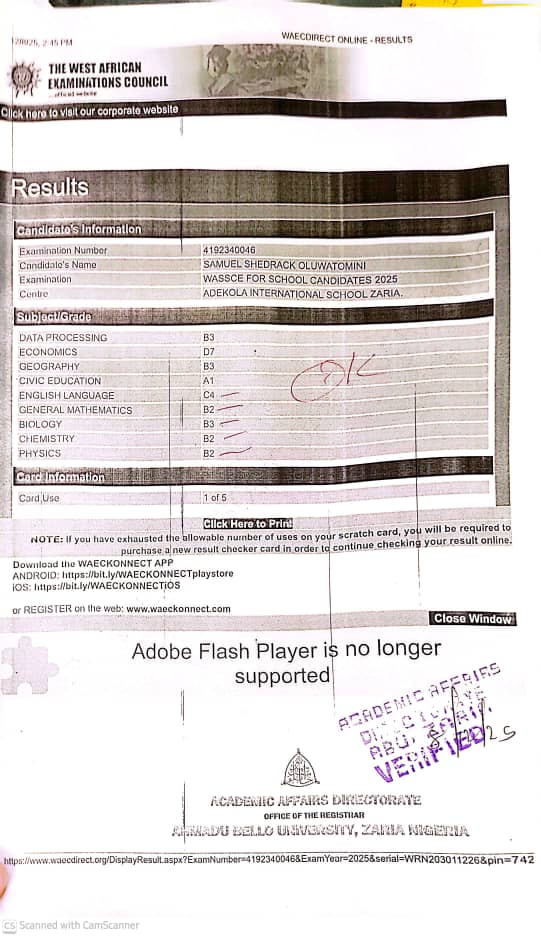 2:45 PM
WAECDIRECT ONLINE - RESULTS
THE WEST AFRICAN
EXAMINATIONS COUNCIL
...official website
Click here to visit our corporate website
Results
Candidate's Information
Examination Number 4192340046
Candidate's Name SAMUEL SHEDRACK OLUWATOMINI
Examination WASSCE FOR SCHOOL CANDIDATES 2025
Centre ADEKOLA INTERNATIONAL SCHOOL ZARIA.
Subject/Grade
DATA PROCESSING B3
ECONOMICS D7
GEOGRAPHY B3
CIVIC EDUCATION A1
ENGLISH LANGUAGE C4
GENERAL MATHEMATICS B2
BIOLOGY B3
CHEMISTRY B2
PHYSICS B2
OK
Card Information
Card Use 1 of 5
Click Here to Print
NOTE: If you have exhausted the allowable number of uses on your scratch card, you will be required to
purchase a new result checker card in order to continue checking your result online.
Download the WAECKONNECT APP
ANDROID: https://bit.ly/WAECKONNECTplaystore
iOS: https://bit.ly/WAECKONNECTiOS
or REGISTER on the web: www.waeckonnect.com
Close Window
Adobe Flash Player is no longer
supported
ACADEMIC AFFAIRS
ABU, ZARIA
VERIFIED
ACADEMIC AFFAIRS DIRECTORATE
OFFICE OF THE REGISTRAR
AHMADU BELLO UNIVERSITY, ZARIA NIGERIA
https://www.waecdirect.org/DisplayResult.aspx?ExamNumber=4192340046&ExamYear=2025&serial=WRN203011226&pin=742
CS Scanned with CamScanner